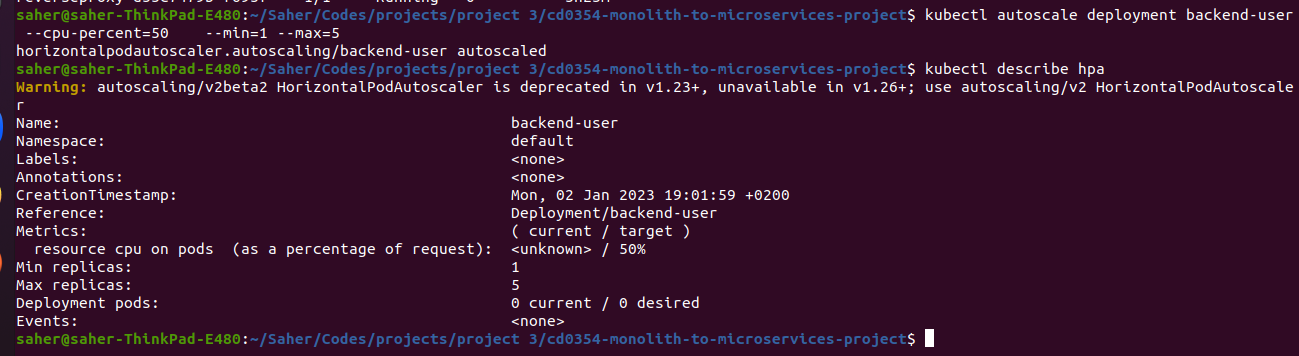 saher@saher-ThinkPad-E480:~/Saher/Codes/projects/project 3/cd0354-monolith-to-microservices-project$ kubectl autoscale deployment backend-user
 --cpu-percent=50    --min=1 --max=5
horizontalpodautoscaler.autoscaling/backend-user autoscaled
saher@saher-ThinkPad-E480:~/Saher/Codes/projects/project 3/cd0354-monolith-to-microservices-project$ kubectl describe hpa
Warning: autoscaling/v2beta2 HorizontalPodAutoscaler is deprecated in v1.23+, unavailable in v1.26+; use autoscaling/v2 HorizontalPodAutoscale
r
Name:                                                  backend-user
Namespace:                                             default
Labels:                                                <none>
Annotations:                                           <none>
CreationTimestamp:                                     Mon, 02 Jan 2023 19:01:59 +0200
Reference:                                             Deployment/backend-user
Metrics:                                               ( current / target )
  resource cpu on pods  (as a percentage of request):  <unknown> / 50%
Min replicas:                                          1
Max replicas:                                          5
Deployment pods:                                       0 current / 0 desired
Events:                                                <none>
saher@saher-ThinkPad-E480:~/Saher/Codes/projects/project 3/cd0354-monolith-to-microservices-project$